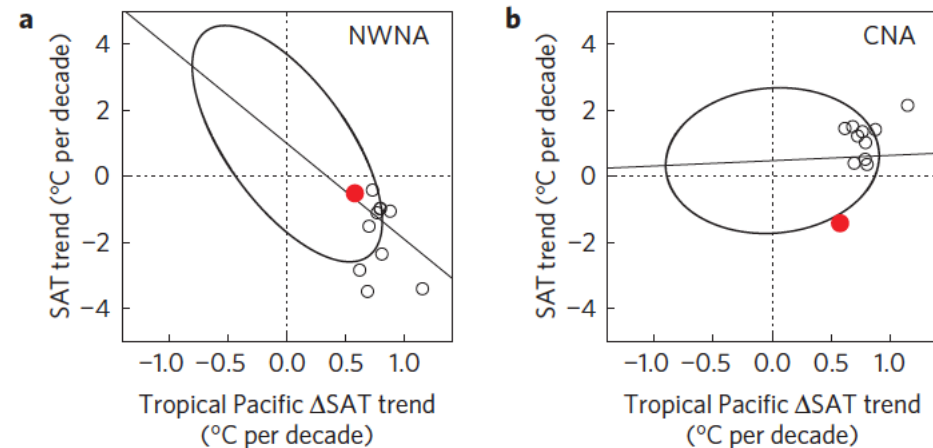 a
NWNA
SAT trend (°C per decade)
4
2
0
−2
−4
−1.0 −0.5 0.0 0.5 1.0
Tropical Pacific ΔSAT trend
(°C per decade)
b
CNA
SAT trend (°C per decade)
4
2
0
−2
−4
−1.0 −0.5 0.0 0.5 1.0
Tropical Pacific ΔSAT trend
(°C per decade)